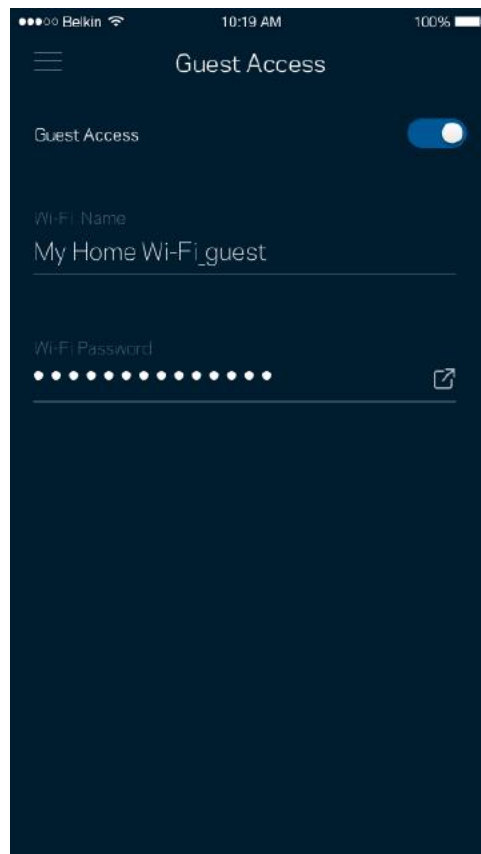 Belkin 10:19 AM 100%
Guest Access
Guest Access
Wi-Fi Name
My Home Wi-Fi_guest
Wi-Fi Password